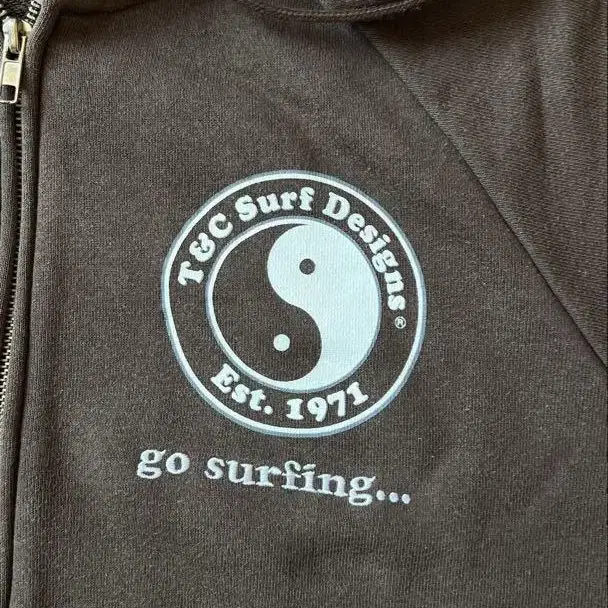 T&C Surf Designs®
Est. 1971
go surfing...